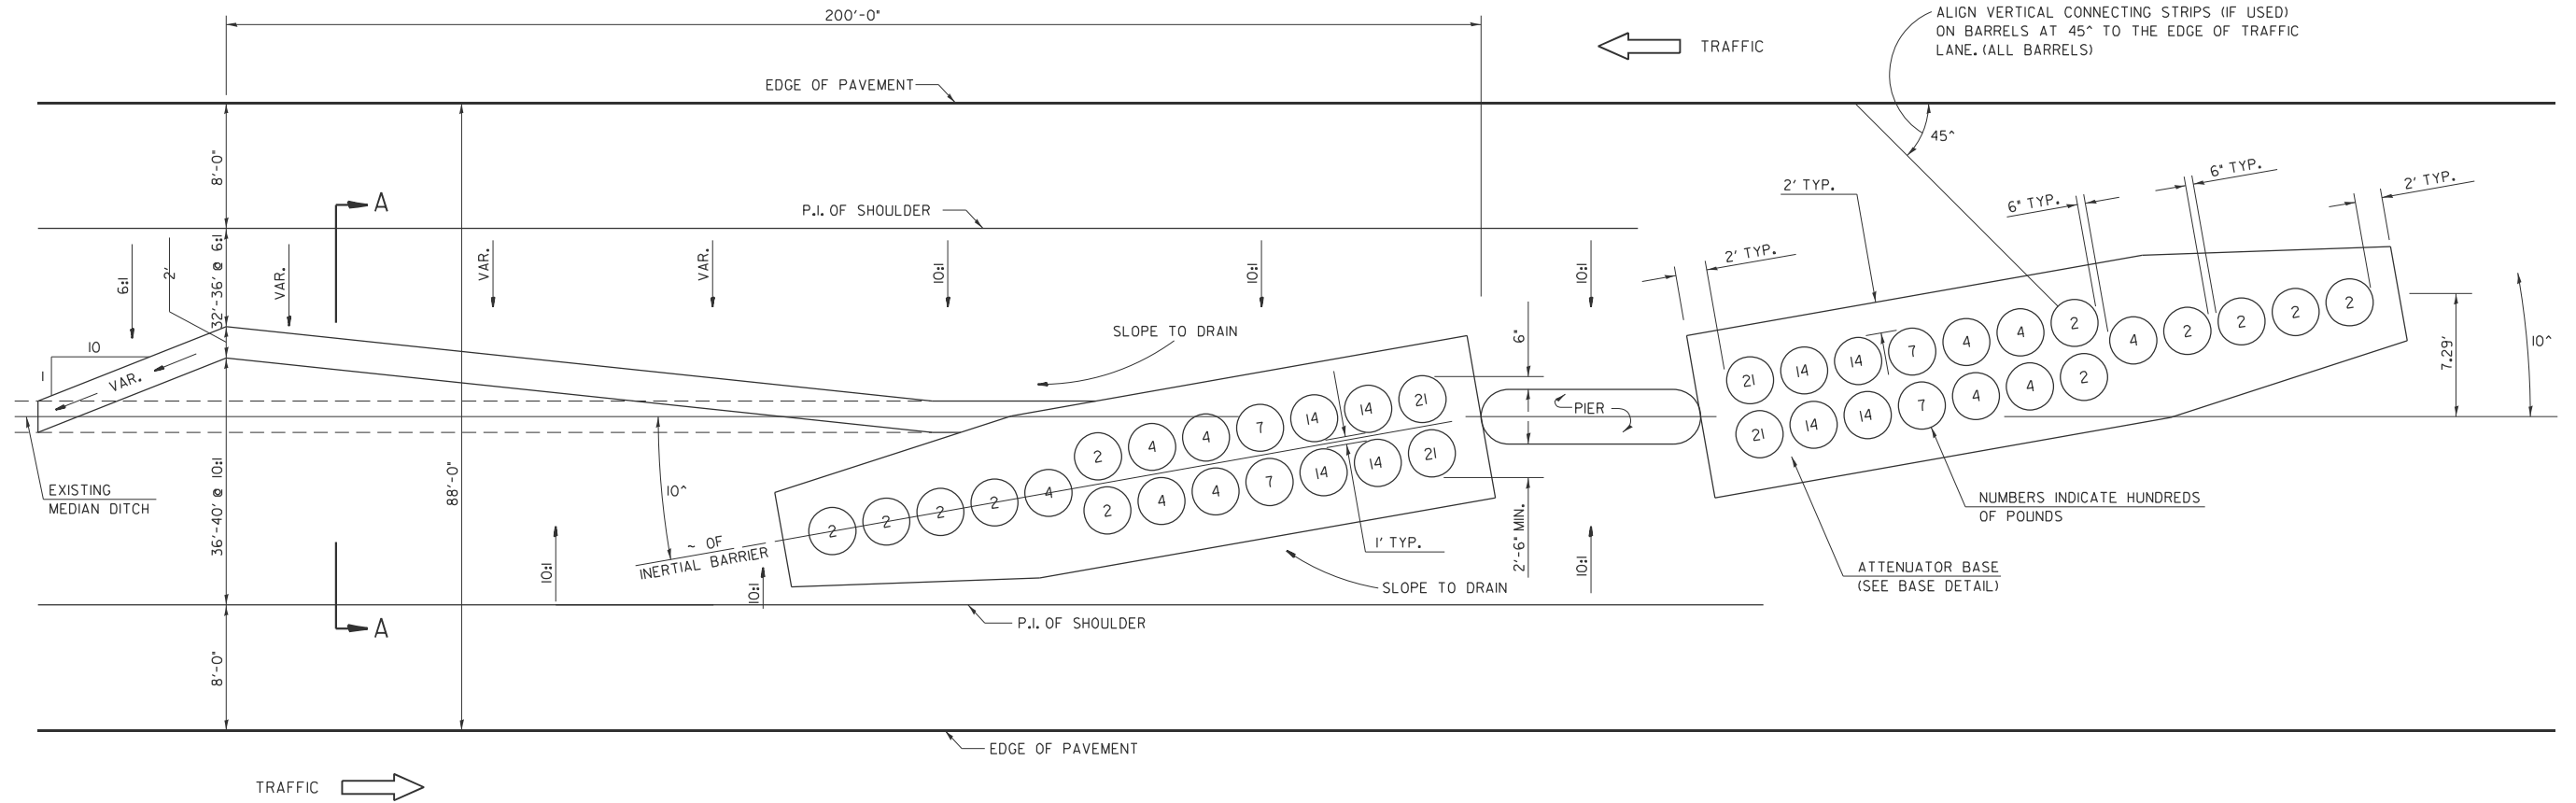 200'-0"
TRAFFIC
ALIGN VERTICAL CONNECTING STRIPS (IF USED)
ON BARRELS AT 45^ TO THE EDGE OF TRAFFIC
LANE. (ALL BARRELS)
EDGE OF PAVEMENT
45^
8'-0"
A
P.I. OF SHOULDER
2' TYP.
6" TYP.
6" TYP.
2' TYP.
2' TYP.
6:1
2'
32'-36' @ 6:1
VAR.
VAR.
VAR.
10:1
10:1
10:1
SLOPE TO DRAIN
6"
10
1
VAR.
PIER
7.29'
10^
21 14 14 7 4 4 2 4 2 2 2 2
21 14 14 7 4 4 2
2 4 4 7 14 14 21
2 2 2 2 4 2 4 4 7 14 14 21
EXISTING
MEDIAN DITCH
36'-40' @ 10:1
88'-0"
10^
~ OF
INERTIAL BARRIER
10:1
10:1
1' TYP.
2'-6" MIN.
10:1
NUMBERS INDICATE HUNDREDS
OF POUNDS
ATTENUATOR BASE
(SEE BASE DETAIL)
SLOPE TO DRAIN
A
P.I. OF SHOULDER
8'-0"
EDGE OF PAVEMENT
TRAFFIC